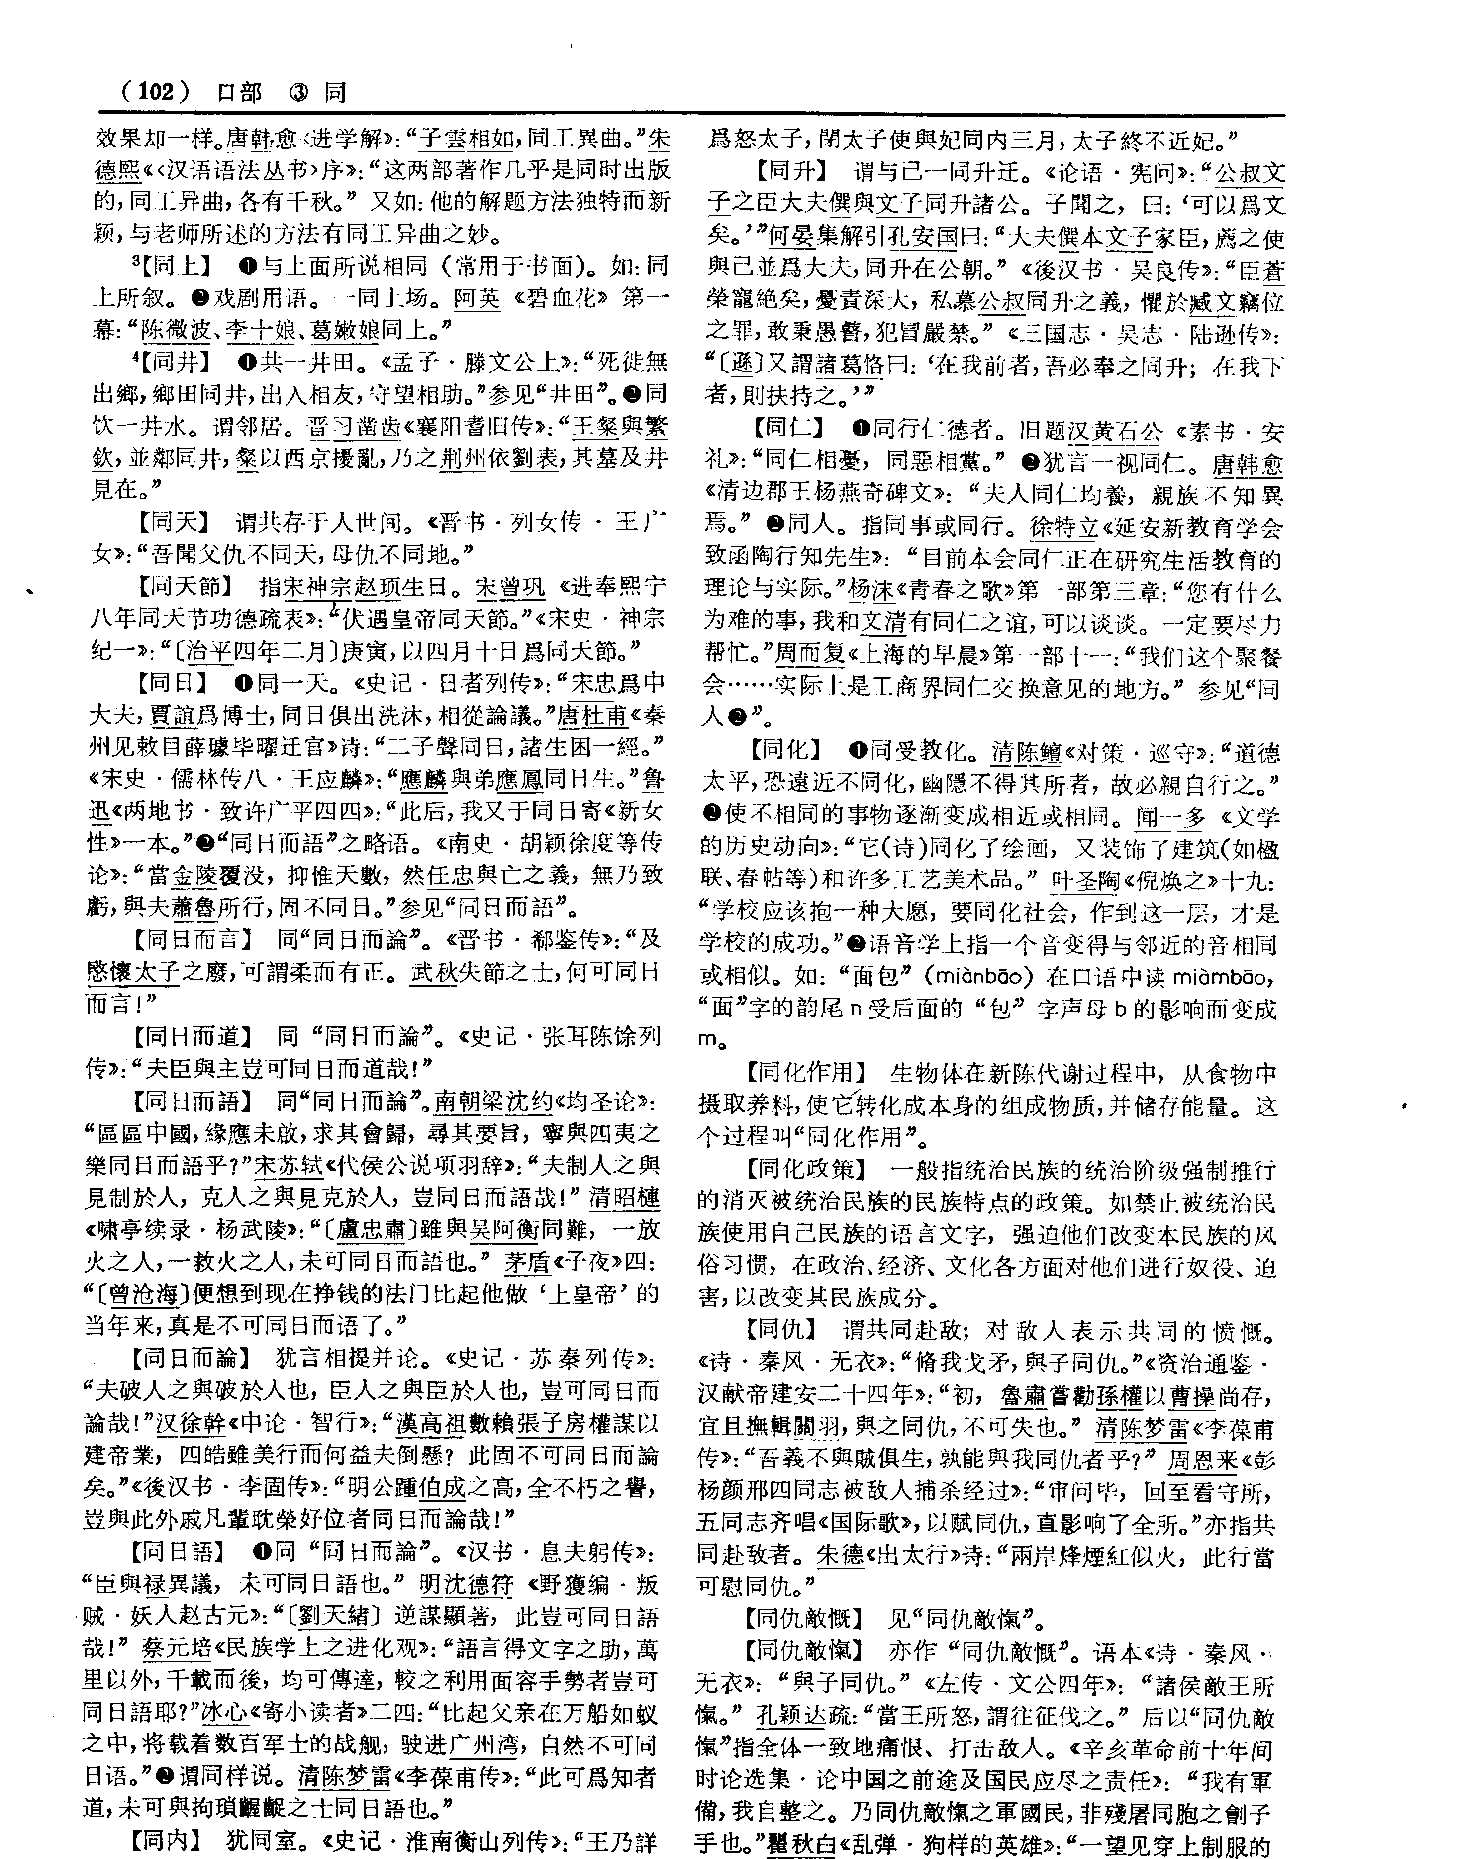 （102） 口部 ③ 同
效果却一样。唐韩愈《进学解》：“子雲相如，同工異曲。”朱
德熙《〈汉语语法丛书〉序》：“这两部著作几乎是同时出版
的，同工异曲，各有千秋。” 又如：他的解题方法独特而新
颖，与老师所述的方法有同工异曲之妙。
³【同上】 ❶与上面所说相同（常用于书面）。如：同
上所叙。❷戏剧用语。一同上场。阿英《碧血花》第一
幕：“陈微波、李十娘、葛嫩娘同上。”
⁴【同井】 ❶共一井田。《孟子·滕文公上》：“死徙無
出鄉，鄉田同井，出入相友，守望相助。”参见“井田”。❷同
饮一井水。谓邻居。晋习凿齿《襄阳耆旧传》：“王粲與繁
欽，並鄰同井，粲以西京擾亂，乃之荆州依劉表，其墓及井
見在。”
【同天】 谓共存于人世间。《晋书·列女传·王广
女》：“吾聞父仇不同天，母仇不同地。”
【同天節】 指宋神宗赵顼生日。宋曾巩《进奉熙宁
八年同天节功德疏表》：“伏遇皇帝同天節。”《宋史·神宗
纪一》：“〔治平四年二月〕庚寅，以四月十日爲同天節。”
【同日】 ❶同一天。《史记·日者列传》：“宋忠爲中
大夫，賈誼爲博士，同日俱出洗沐，相從論議。”唐杜甫《秦
州见敕目薛璩毕曜迁官》诗：“二子聲同日，諸生困一經。”
《宋史·儒林传八·王应麟》：“應麟與弟應鳳同日生。”鲁
迅《两地书·致许广平四四》：“此后，我又于同日寄《新女
性》一本。”❷“同日而語”之略语。《南史·胡颖徐度等传
论》：“當金陵覆没，抑惟天數，然任忠與亡之義，無乃致
虧，與夫蕭魯所行，固不同日。”参见“同日而語”。
【同日而言】 同“同日而論”。《晋书·郗鉴传》：“及
愍懷太子之廢，可謂柔而有正。武秋失節之士，何可同日
而言！”
【同日而道】 同“同日而論”。《史记·张耳陈馀列
传》：“夫臣與主豈可同日而道哉！”
【同日而語】 同“同日而論”。南朝梁沈约《均圣论》：
“區區中國，緣應未啟，求其會歸，尋其要旨，寧與四夷之
樂同日而語乎？”宋苏轼《代侯公说项羽辞》：“夫制人之與
見制於人，克人之與見克於人，豈同日而語哉！” 清昭槤
《啸亭续录·杨武陵》：“〔盧忠肅〕雖與吴阿衡同難，一放
火之人，一救火之人，未可同日而語也。” 茅盾《子夜》四：
“〔曾沧海〕便想到现在挣钱的法门比起他做‘土皇帝’的
当年来，真是不可同日而语了。”
【同日而論】 犹言相提并论。《史记·苏秦列传》：
“夫破人之與破於人也，臣人之與臣於人也，豈可同日而
論哉！”汉徐幹《中论·智行》：“漢高祖數賴張子房權謀以
建帝業，四皓雖美行而何益夫倒懸？此固不可同日而論
矣。”《後汉书·李固传》：“明公踵伯成之高，全不朽之譽，
豈與此外戚凡輩耽榮好位者同日而論哉！”
【同日語】 ❶同“同日而論”。《汉书·息夫躬传》：
“臣與禄異議，未可同日語也。” 明沈德符《野獲编·叛
贼·妖人赵古元》：“〔劉天緒〕逆謀顯著，此豈可同日語
哉！” 蔡元培《民族学上之进化观》：“語言得文字之助，萬
里以外，千載而後，均可傳達，較之利用面容手勢者豈可
同日語耶？”冰心《寄小读者》二四：“比起父亲在万船如蚁
之中，将载着数百军士的战舰，驶进广州湾，自然不可同
日语。”❷谓同样说。清陈梦雷《李葆甫传》：“此可爲知者
道，未可與拘瑣齷齪之士同日語也。”
【同内】 犹同室。《史记·淮南衡山列传》：“王乃詳
爲怒太子，閉太子使與妃同内三月，太子終不近妃。”
【同升】 谓与己一同升迁。《论语·宪问》：“公叔文
子之臣大夫僎與文子同升諸公。子聞之，曰：‘可以爲文
矣。’”何晏集解引孔安国曰：“大夫僎本文子家臣，薦之使
與己並爲大夫，同升在公朝。”《後汉书·吴良传》：“臣蒼
榮寵絶矣，憂責深大，私慕公叔同升之義，懼於臧文竊位
之罪，敢秉愚瞽，犯冒嚴禁。”《三国志·吴志·陆逊传》：
“〔遜〕又謂諸葛恪曰：‘在我前者，吾必奉之同升；在我下
者，則扶持之。’”
【同仁】 ❶同行仁德者。旧题汉黄石公《素书·安
礼》：“同仁相憂，同惡相黨。”❷犹言一视同仁。唐韩愈
《清边郡王杨燕奇碑文》：“夫人同仁均養，親族不知異
焉。”❷同人。指同事或同行。徐特立《延安新教育学会
致函陶行知先生》：“目前本会同仁正在研究生活教育的
理论与实际。”杨沫《青春之歌》第一部第三章：“您有什么
为难的事，我和文清有同仁之谊，可以谈谈。一定要尽力
帮忙。”周而复《上海的早晨》第一部十一：“我们这个聚餐
会……实际上是工商界同仁交换意见的地方。” 参见“同
人❷”。
【同化】 ❶同受教化。清陈鳣《对策·巡守》：“道德
太平，恐遠近不同化，幽隱不得其所者，故必親自行之。”
❷使不相同的事物逐渐变成相近或相同。闻一多《文学
的历史动向》：“它（诗）同化了绘画，又装饰了建筑（如楹
联、春帖等）和许多工艺美术品。” 叶圣陶《倪焕之》十九：
“学校应该抱一种大愿，要同化社会，作到这一层，才是
学校的成功。”❷语音学上指一个音变得与邻近的音相同
或相似。如：“面包”（miànbāo）在口语中读 miàmbāo，
“面”字的韵尾 n 受后面的“包”字声母 b 的影响而变成
m。
【同化作用】 生物体在新陈代谢过程中，从食物中
摄取养料，使它转化成本身的组成物质，并储存能量。这
个过程叫“同化作用”。
【同化政策】 一般指统治民族的统治阶级强制推行
的消灭被统治民族的民族特点的政策。如禁止被统治民
族使用自己民族的语言文字，强迫他们改变本民族的风
俗习惯，在政治、经济、文化各方面对他们进行奴役、迫
害，以改变其民族成分。
【同仇】 谓共同赴敌；对敌人表示共同的愤慨。
《诗·秦风·无衣》：“脩我戈矛，與子同仇。”《资治通鉴·
汉献帝建安二十四年》：“初，魯肅嘗勸孫權以曹操尚存，
宜且撫輯關羽，與之同仇，不可失也。” 清陈梦雷《李葆甫
传》：“吾義不與賊俱生，孰能與我同仇者乎？” 周恩来《彭
杨颜邢四同志被敌人捕杀经过》：“审问毕，回至看守所，
五同志齐唱《国际歌》，以赋同仇，直影响了全所。”亦指共
同赴敌者。朱德《出太行》诗：“兩岸烽煙紅似火，此行當
可慰同仇。”
【同仇敵慨】 见“同仇敵愾”。
【同仇敵愾】 亦作“同仇敵慨”。语本《诗·秦风·
无衣》：“與子同仇。”《左传·文公四年》：“諸侯敵王所
愾。” 孔颖达疏：“當王所怒，謂往征伐之。” 后以“同仇敵
愾”指全体一致地痛恨、打击敌人。《辛亥革命前十年间
时论选集·论中国之前途及国民应尽之责任》：“我有軍
備，我自整之。乃同仇敵愾之軍國民，非殘屠同胞之劊子
手也。”瞿秋白《乱弹·狗样的英雄》：“一望见穿上制服的